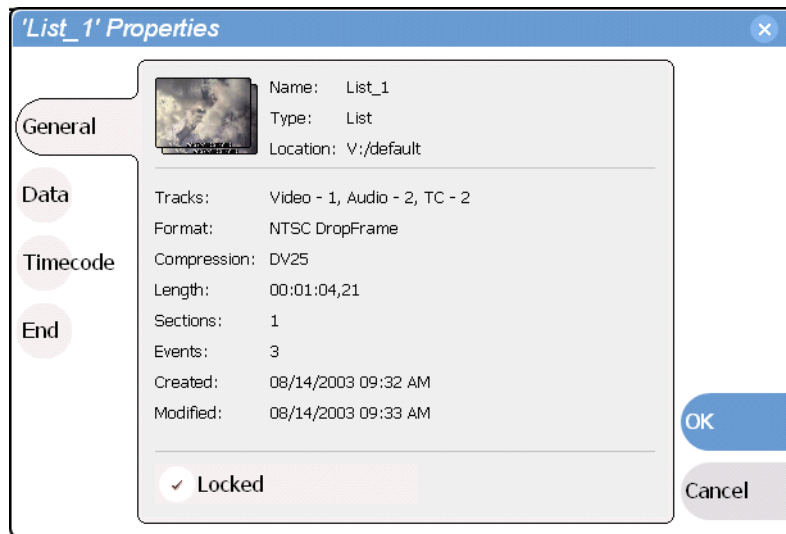 'List_1' Properties
General
Data
Timecode
End
Name: List_1
Type: List
Location: V:/default
Tracks: Video - 1, Audio - 2, TC - 2
Format: NTSC DropFrame
Compression: DV25
Length: 00:01:04,21
Sections: 1
Events: 3
Created: 08/14/2003 09:32 AM
Modified: 08/14/2003 09:33 AM
Locked
OK
Cancel